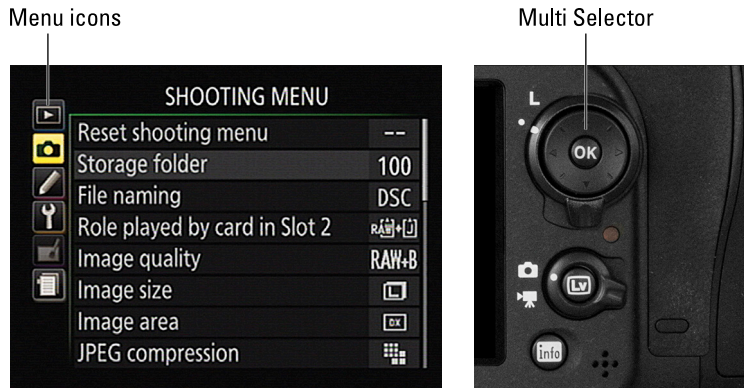 Menu icons
Multi Selector
SHOOTING MENU
Reset shooting menu --
Storage folder 100
File naming DSC
Role played by card in Slot 2 RAW+J
Image quality RAW+B
Image size L
Image area DX
JPEG compression
L
OK
Lv
info